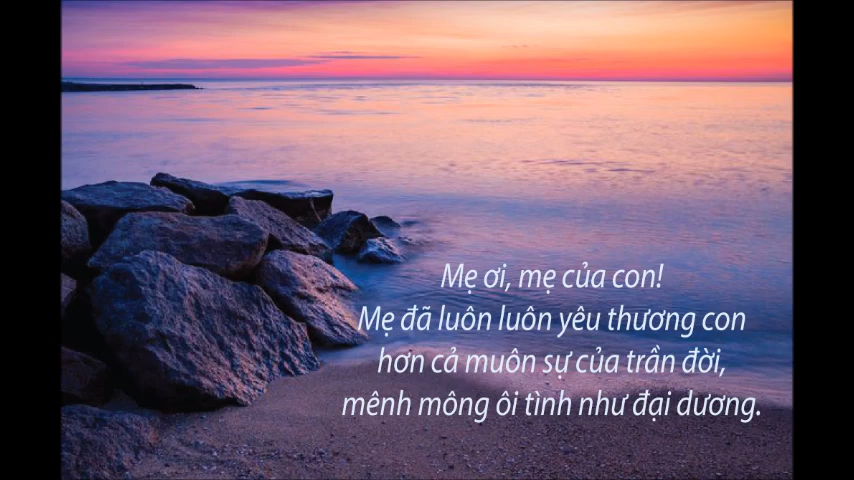 Mẹ ơi, mẹ của con!
Mẹ đã luôn luôn yêu thương con
hơn cả muôn sự của trần đời,
mênh mông ôi tình như đại dương.